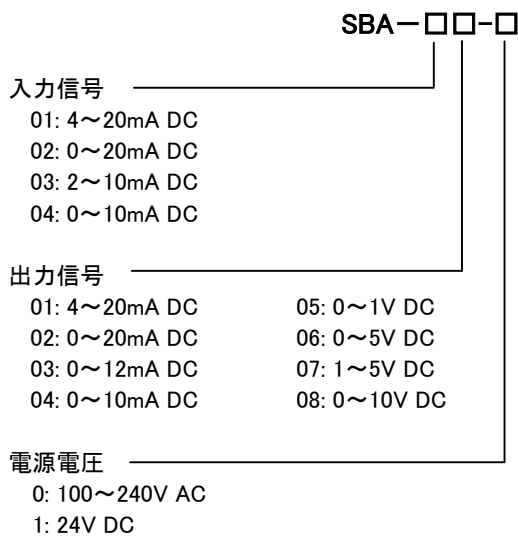 SBA－□□-□
入力信号
01: 4～20mA DC
02: 0～20mA DC
03: 2～10mA DC
04: 0～10mA DC
出力信号
01: 4～20mA DC 05: 0～1V DC
02: 0～20mA DC 06: 0～5V DC
03: 0～12mA DC 07: 1～5V DC
04: 0～10mA DC 08: 0～10V DC
電源電圧
0: 100～240V AC
1: 24V DC